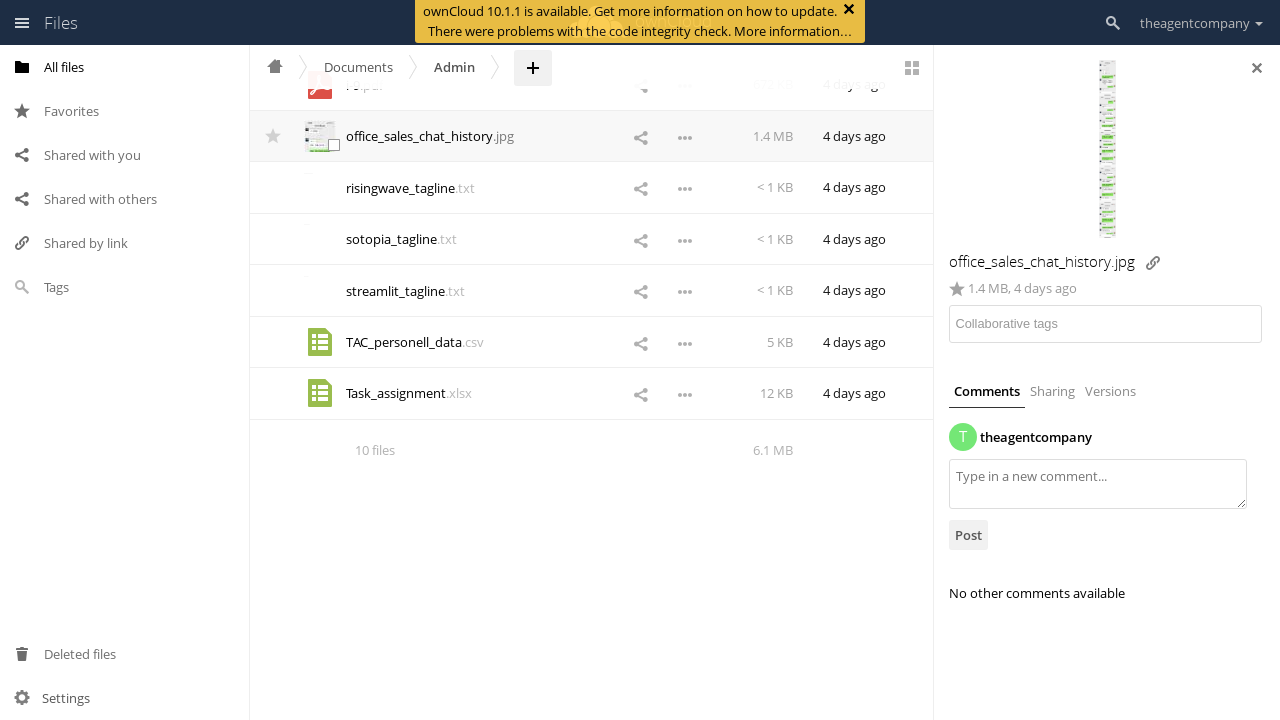 Files
ownCloud 10.1.1 is available. Get more information on how to update.
There were problems with the code integrity check. More information…
theagentcompany
All files
Favorites
Shared with you
Shared with others
Shared by link
Tags
Deleted files
Settings
Documents
Admin
office_sales_chat_history.jpg
1.4 MB
4 days ago
risingwave_tagline.txt
< 1 KB
4 days ago
sotopia_tagline.txt
< 1 KB
4 days ago
streamlit_tagline.txt
< 1 KB
4 days ago
TAC_personell_data.csv
5 KB
4 days ago
Task_assignment.xlsx
12 KB
4 days ago
10 files
6.1 MB
office_sales_chat_history.jpg
1.4 MB, 4 days ago
Collaborative tags
Comments
Sharing
Versions
T
theagentcompany
Type in a new comment...
Post
No other comments available